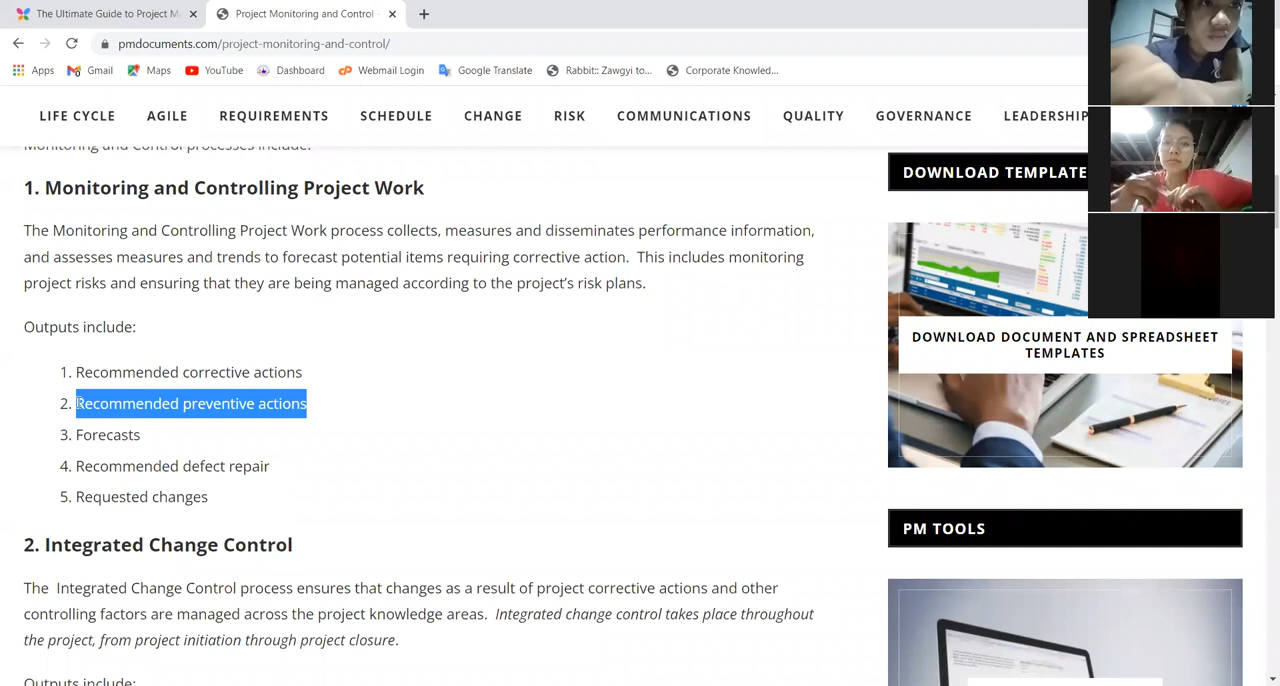 The Ultimate Guide to Project M
Project Monitoring and Control -
pmdocuments.com/project-monitoring-and-control/
Apps
Gmail
Maps
YouTube
Dashboard
Webmail Login
Google Translate
Rabbit:: Zawgyi to...
Corporate Knowled...
LIFE CYCLE
AGILE
REQUIREMENTS
SCHEDULE
CHANGE
RISK
COMMUNICATIONS
QUALITY
GOVERNANCE
LEADERSHIP
Monitoring and Control processes include:
1. Monitoring and Controlling Project Work
The Monitoring and Controlling Project Work process collects, measures and disseminates performance information,
and assesses measures and trends to forecast potential items requiring corrective action. This includes monitoring
project risks and ensuring that they are being managed according to the project's risk plans.
Outputs include:
1. Recommended corrective actions
2. Recommended preventive actions
3. Forecasts
4. Recommended defect repair
5. Requested changes
2. Integrated Change Control
The Integrated Change Control process ensures that changes as a result of project corrective actions and other
controlling factors are managed across the project knowledge areas. Integrated change control takes place throughout
the project, from project initiation through project closure.
Outputs include:
DOWNLOAD TEMPLATE
DOWNLOAD DOCUMENT AND SPREADSHEET
TEMPLATES
PM TOOLS